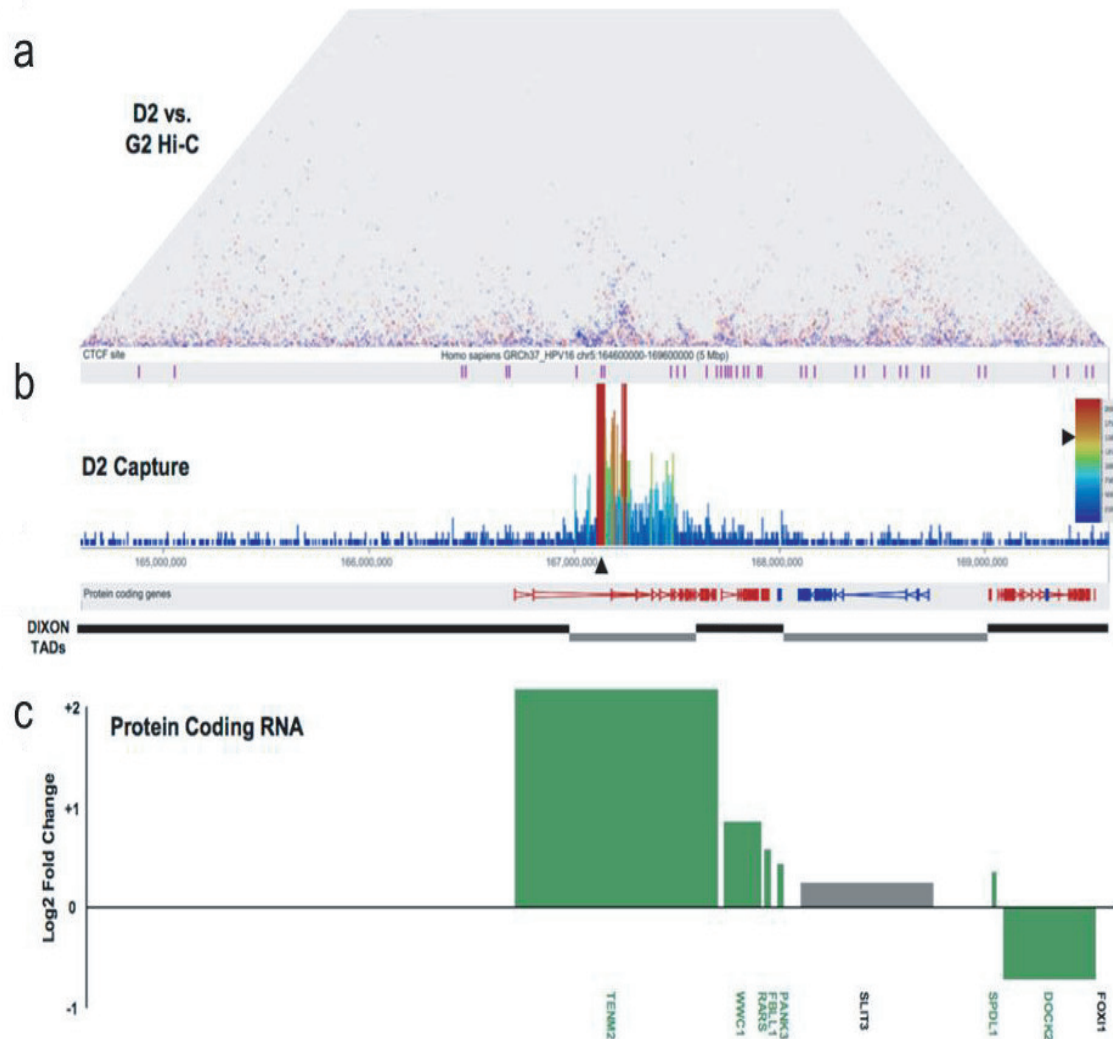 a
D2 vs.
G2 Hi-C
CTCF site
Homo sapiens GRCh37_HPV16 chr5:164600000-169600000 (5 Mbp)
b
D2 Capture
165,000,000
166,000,000
167,000,000
168,000,000
169,000,000
Protein coding genes
DIXON
TADs
c
Protein Coding RNA
Log2 Fold Change
+2
+1
0
-1
TENM2
WWC1
RARS
FBLL1
PANK3
SLIT3
SPDL1
DOCK2
FOXI1